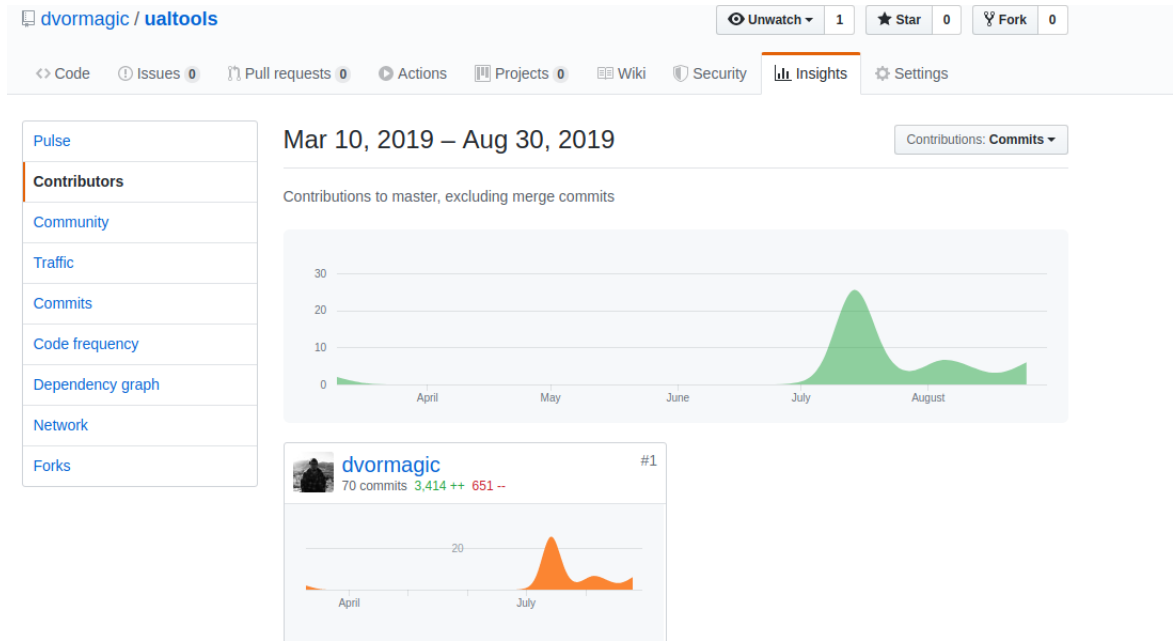 dvormagic / ualtools
Unwatch 1 Star 0 Fork 0
Code Issues 0 Pull requests 0 Actions Projects 0 Wiki Security Insights Settings
Pulse
Contributors
Community
Traffic
Commits
Code frequency
Dependency graph
Network
Forks
Mar 10, 2019 – Aug 30, 2019
Contributions: Commits
Contributions to master, excluding merge commits
30
20
10
0
April May June July August
dvormagic #1
70 commits 3,414 ++ 651 --
20
April July